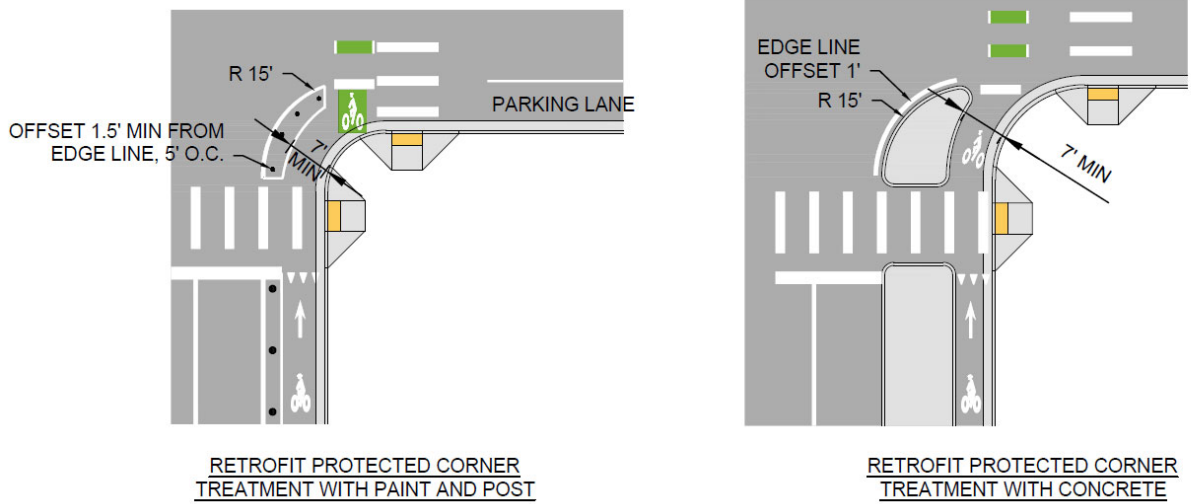 R 15'
PARKING LANE
OFFSET 1.5' MIN FROM
EDGE LINE, 5' O.C.
7'
MIN
RETROFIT PROTECTED CORNER
TREATMENT WITH PAINT AND POST
EDGE LINE
OFFSET 1'
R 15'
7' MIN
RETROFIT PROTECTED CORNER
TREATMENT WITH CONCRETE